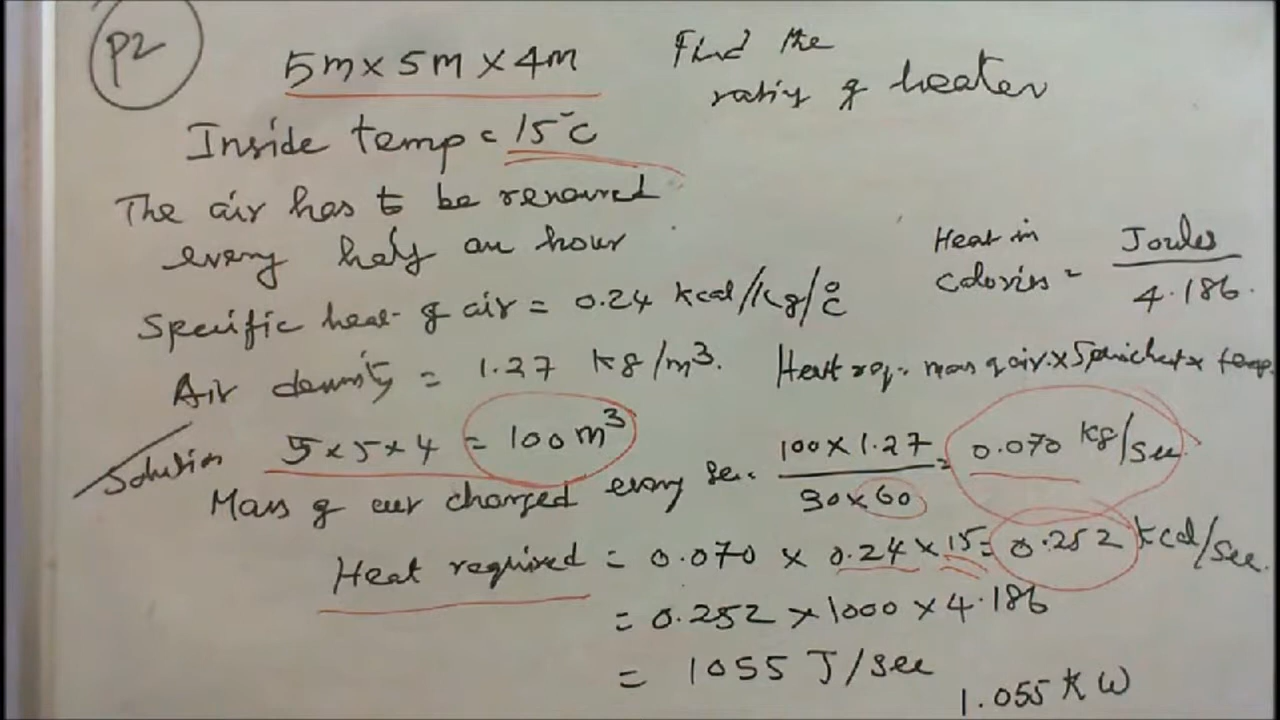 P2
5m x 5m x 4m
Find the
rating of heater
Inside temp = 15°C
The air has to be renewed
every half an hour
Heat in
Calories = Joules / 4.186
Specific heat of air = 0.24 kcal/kg/°C
Air density = 1.27 kg/m³.
Heat req. mass of air x Sp. heat x temp.
Solution 5 x 5 x 4 = 100 m³
Mass of air changed every sec. 100 x 1.27 / 30 x 60 = 0.070 kg/sec.
Heat required = 0.070 x 0.24 x 15 = 0.252 kcal/sec.
= 0.252 x 1000 x 4.186
= 1055 J/sec
1.055 KW